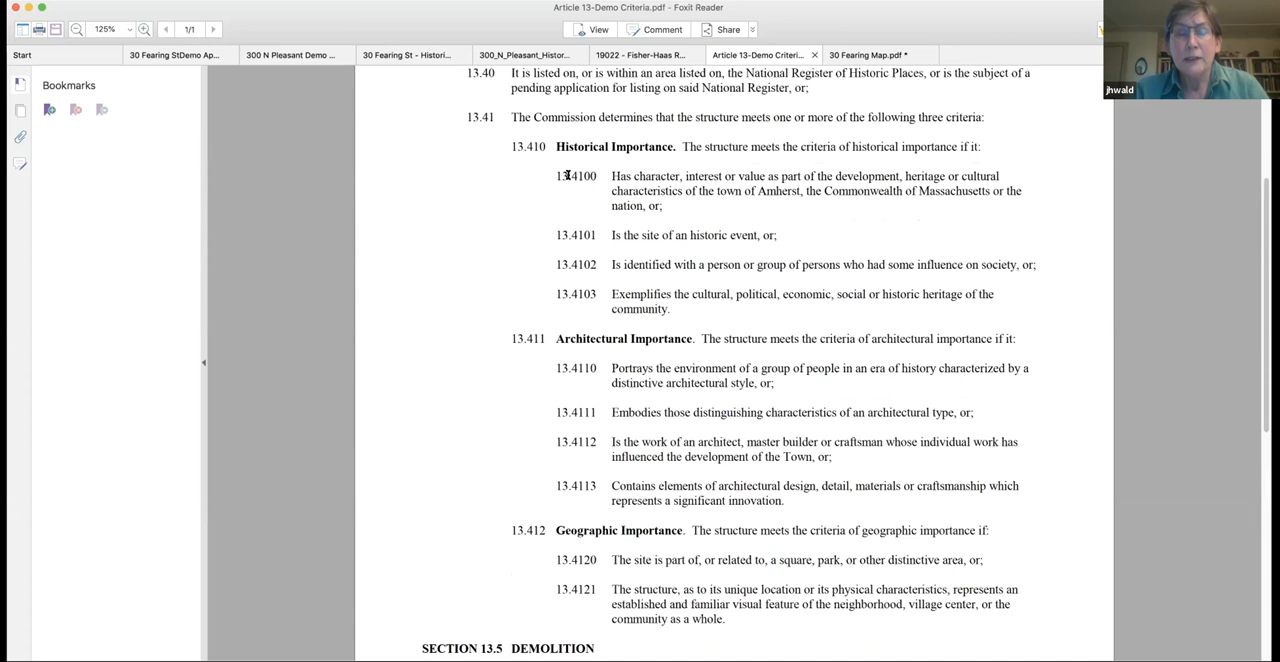 Article 13-Demo Criteria.pdf - Foxit Reader
125%
1/1
View
Comment
Share
Start
30 Fearing StDemo Ap...
300 N Pleasant Demo ...
30 Fearing St - Histori...
300_N_Pleasant_Histor...
19022 - Fisher-Haas R...
Article 13-Demo Criteri...
30 Fearing Map.pdf *
jhwald
Bookmarks
13.40 It is listed on, or is within an area listed on, the National Register of Historic Places, or is the subject of a
pending application for listing on said National Register, or;
13.41 The Commission determines that the structure meets one or more of the following three criteria:
13.410 Historical Importance. The structure meets the criteria of historical importance if it:
13.4100 Has character, interest or value as part of the development, heritage or cultural
characteristics of the town of Amherst, the Commonwealth of Massachusetts or the
nation, or;
13.4101 Is the site of an historic event, or;
13.4102 Is identified with a person or group of persons who had some influence on society, or;
13.4103 Exemplifies the cultural, political, economic, social or historic heritage of the
community.
13.411 Architectural Importance. The structure meets the criteria of architectural importance if it:
13.4110 Portrays the environment of a group of people in an era of history characterized by a
distinctive architectural style, or;
13.4111 Embodies those distinguishing characteristics of an architectural type, or;
13.4112 Is the work of an architect, master builder or craftsman whose individual work has
influenced the development of the Town, or;
13.4113 Contains elements of architectural design, detail, materials or craftsmanship which
represents a significant innovation.
13.412 Geographic Importance. The structure meets the criteria of geographic importance if:
13.4120 The site is part of, or related to, a square, park, or other distinctive area, or;
13.4121 The structure, as to its unique location or its physical characteristics, represents an
established and familiar visual feature of the neighborhood, village center, or the
community as a whole.
SECTION 13.5 DEMOLITION